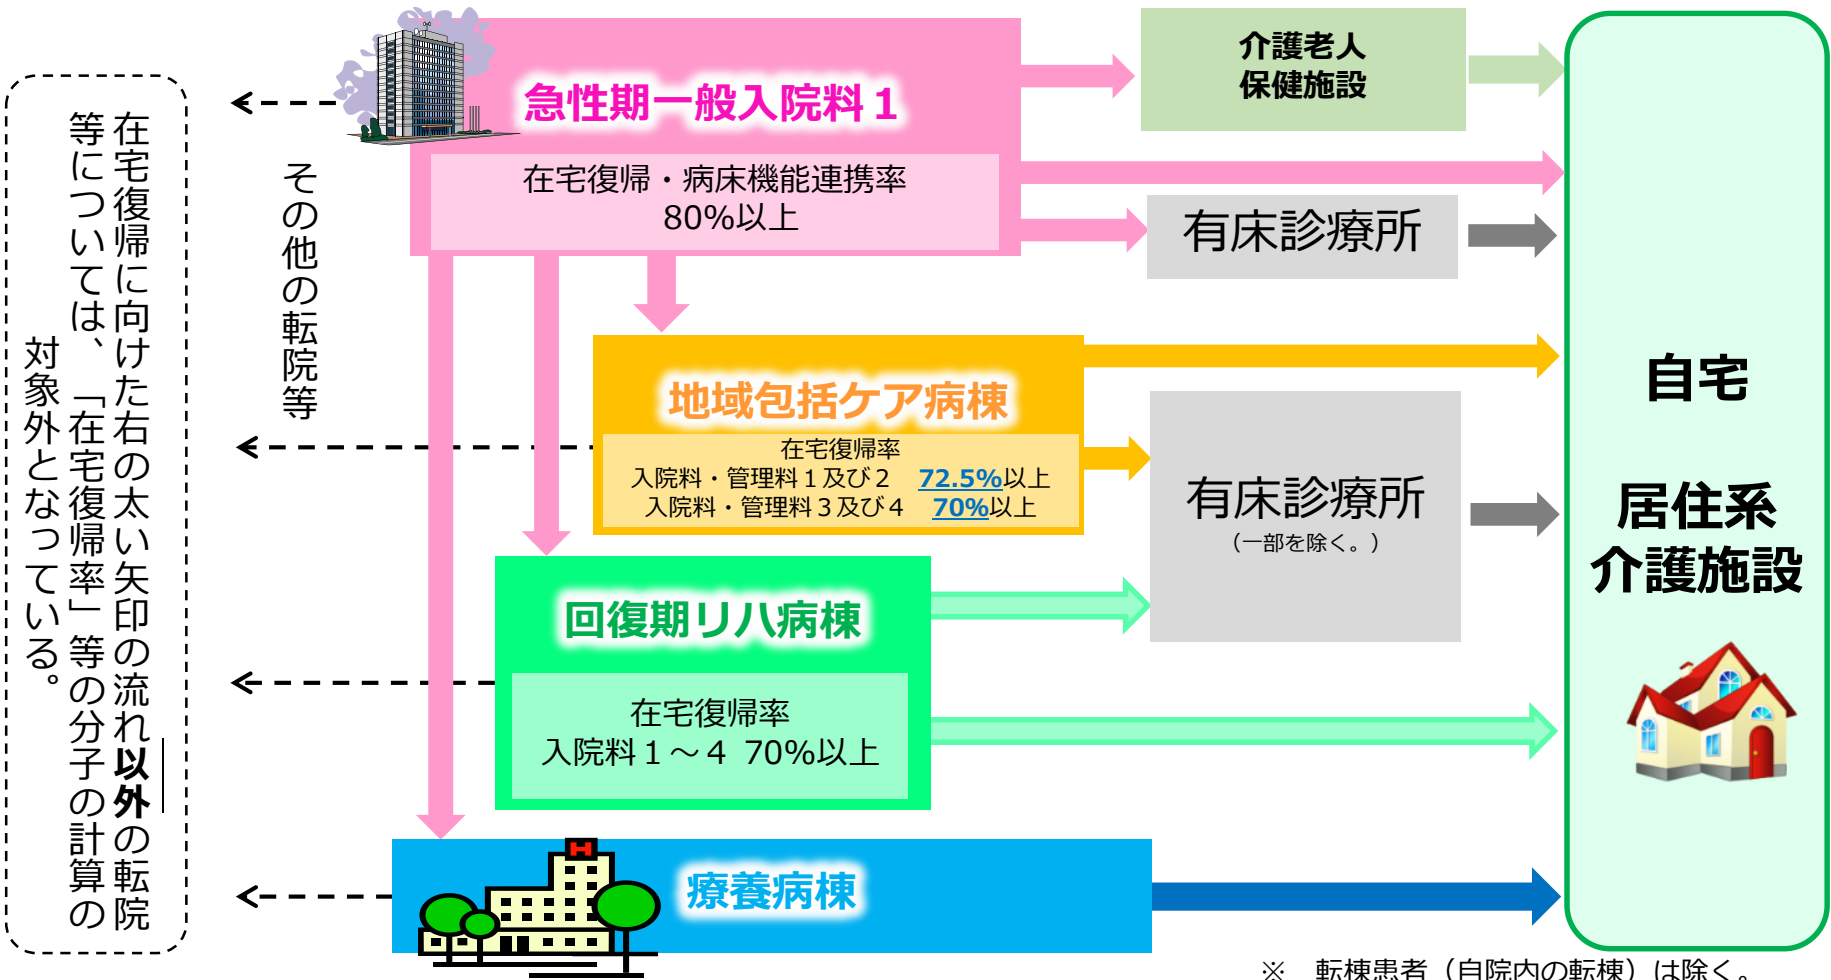 急性期一般入院料１
在宅復帰・病床機能連携率
80%以上
介護老人
保健施設
有床診療所
その他の転院等
在宅復帰に向けた右の太い矢印の流れ以外の転院
等については、「在宅復帰率」等の分子の計算の
対象外となっている。
地域包括ケア病棟
在宅復帰率
入院料・管理料１及び２　72.5%以上
入院料・管理料３及び４　70%以上
有床診療所
（一部を除く。）
回復期リハ病棟
在宅復帰率
入院料１～４ 70%以上
療養病棟
自宅
居住系
介護施設
※　転棟患者（自院内の転棟）は除く。